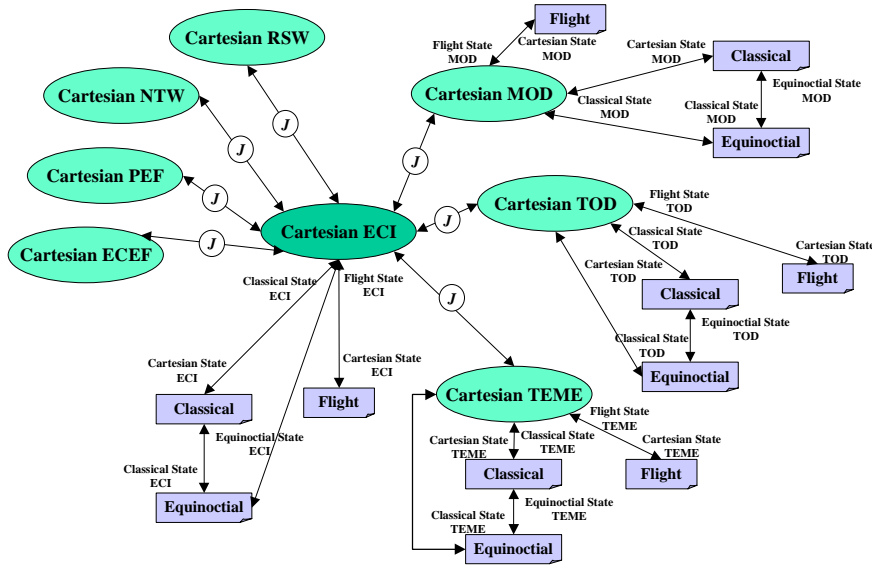 Cartesian RSW
Cartesian NTW
Cartesian PEF
Cartesian ECEF
Cartesian ECI
J
J
J
J
J
J
J
Flight
Flight State
MOD
Cartesian State
MOD
Cartesian MOD
Cartesian State
MOD
Classical
Classical State
MOD
Classical State
MOD
Equinoctial State
MOD
Equinoctial
Cartesian TOD
Flight State
TOD
Classical State
TOD
Cartesian State
TOD
Cartesian State
TOD
Flight
Classical
Equinoctial State
TOD
Classical State
TOD
Equinoctial
Classical State
ECI
Flight State
ECI
Cartesian State
ECI
Cartesian State
ECI
Classical
Flight
Equinoctial State
ECI
Classical State
ECI
Equinoctial
Cartesian TEME
Flight State
TEME
Cartesian State
TEME
Classical State
TEME
Cartesian State
TEME
Classical
Flight
Equinoctial State
TEME
Classical State
TEME
Equinoctial